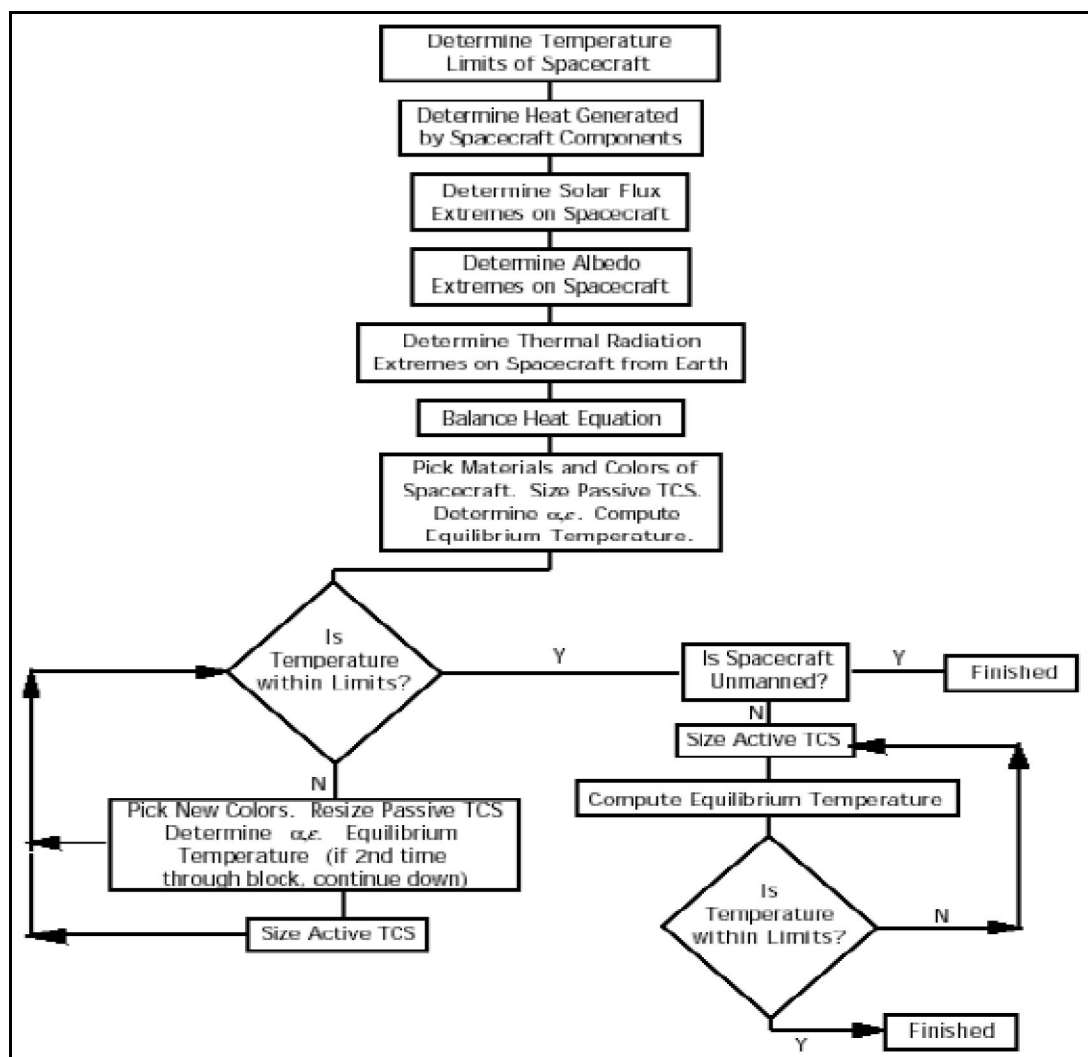 Determine Temperature
Limits of Spacecraft
Determine Heat Generated
by Spacecraft Components
Determine Solar Flux
Extremes on Spacecraft
Determine Albedo
Extremes on Spacecraft
Determine Thermal Radiation
Extremes on Spacecraft from Earth
Balance Heat Equation
Pick Materials and Colors of
Spacecraft. Size Passive TCS.
Determine α,ε. Compute
Equilibrium Temperature.
Is
Temperature
within Limits?
Y
Is Spacecraft
Unmanned?
Y
Finished
N
Size Active TCS
Compute Equilibrium Temperature
N
Pick New Colors. Resize Passive TCS
Determine α,ε. Equilibrium
Temperature (if 2nd time
through block, continue down)
Size Active TCS
Is
Temperature
within Limits?
N
Y
Finished